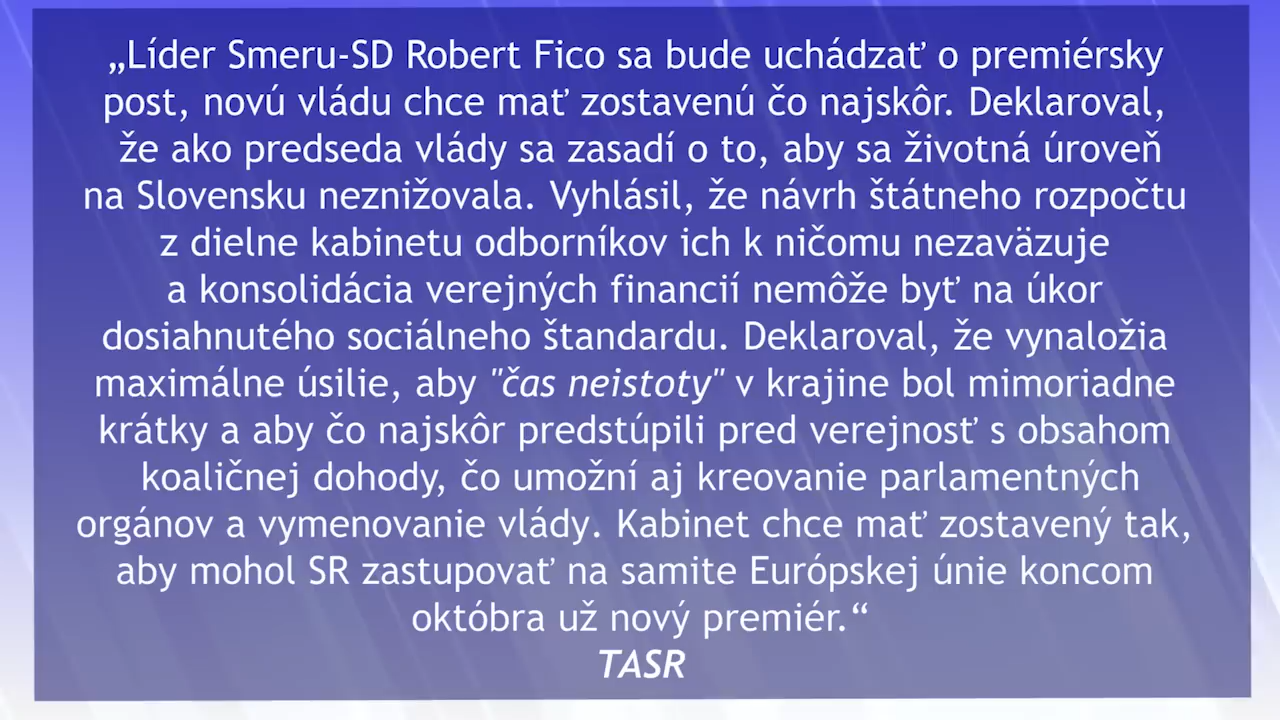 „Líder Smeru-SD Robert Fico sa bude uchádzať o premiérsky
post, novú vládu chce mať zostavenú čo najskôr. Deklaroval,
že ako predseda vlády sa zasadí o to, aby sa životná úroveň
na Slovensku neznižovala. Vyhlásil, že návrh štátneho rozpočtu
z dielne kabinetu odborníkov ich k ničomu nezaväzuje
a konsolidácia verejných financií nemôže byť na úkor
dosiahnutého sociálneho štandardu. Deklaroval, že vynaložia
maximálne úsilie, aby "čas neistoty" v krajine bol mimoriadne
krátky a aby čo najskôr predstúpili pred verejnosť s obsahom
koaličnej dohody, čo umožní aj kreovanie parlamentných
orgánov a vymenovanie vlády. Kabinet chce mať zostavený tak,
aby mohol SR zastupovať na samite Európskej únie koncom
októbra už nový premiér.“
TASR